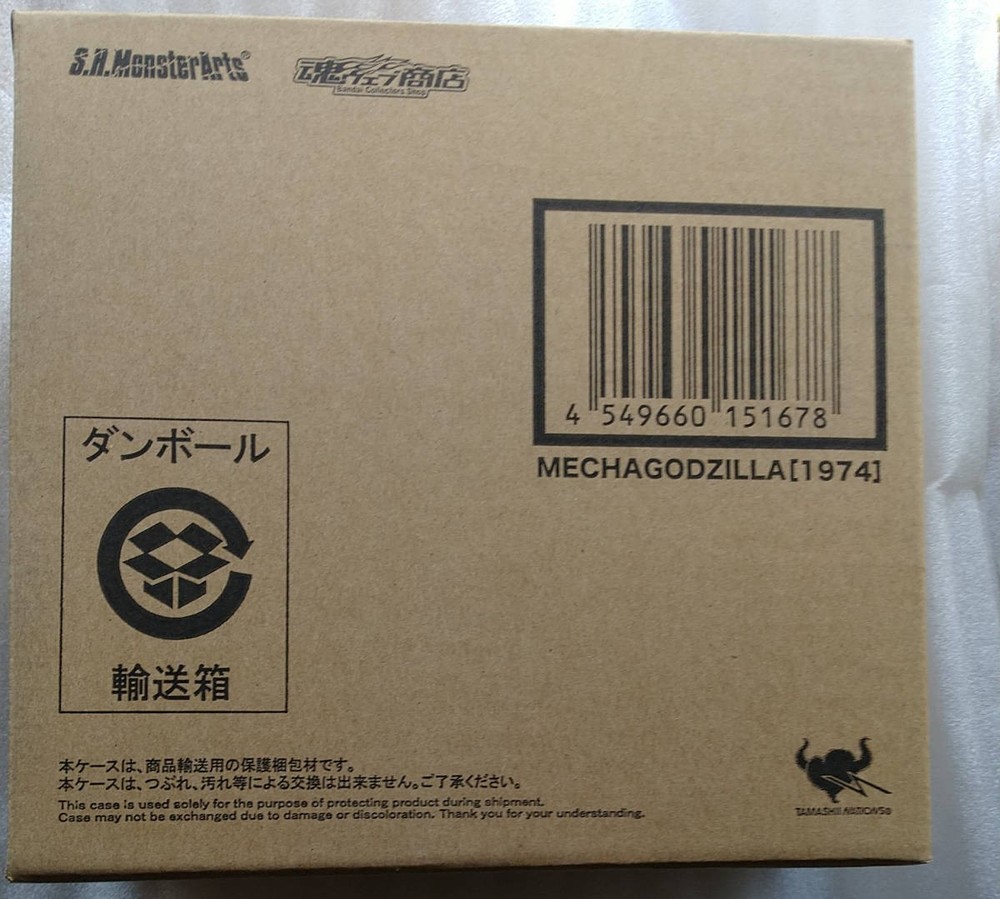 S.H.MonsterArts®
魂ウェブ商店
Bandai Collectors Shop
4 549660 151678
MECHAGODZILLA[1974]
ダンボール
輸送箱
本ケースは、商品輸送用の保護梱包材です。
本ケースは、つぶれ、汚れ等による交換は出来ません。ご了承ください。
This case is used solely for the purpose of protecting product during shipment.
Case may not be exchanged due to damage or discoloration. Thank you for your understanding.
TAMASHII NATIONS®